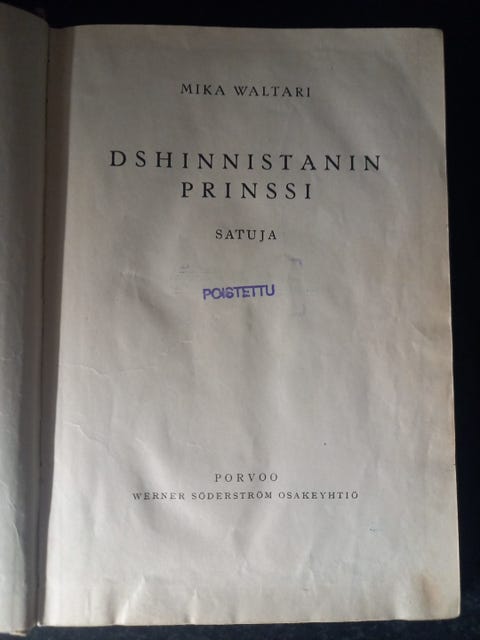 MIKA WALTARI
DSHINNISTANIN
PRINSSI
SATUJA
POISTETTU
PORVOO
WERNER SÖDERSTRÖM OSAKEYHTIÖ